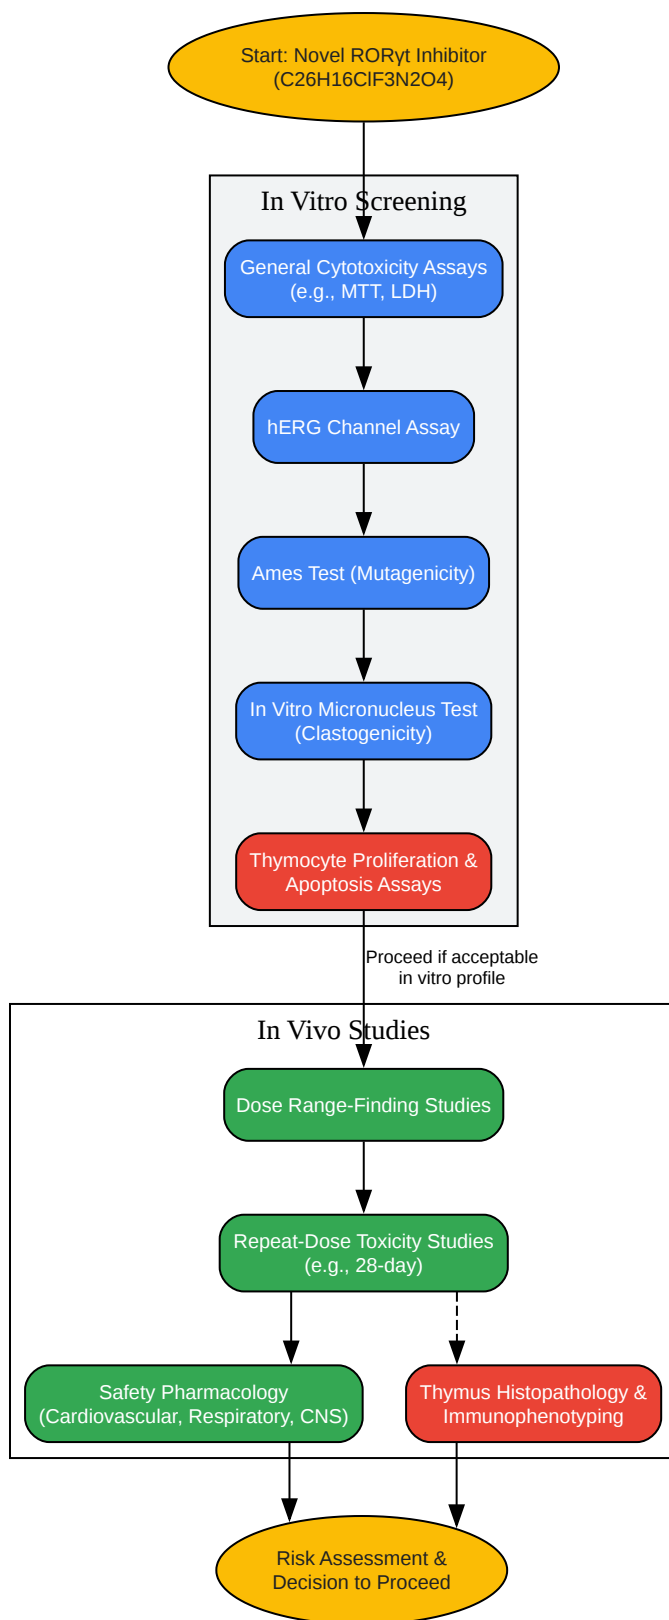 Start: Novel RORγt Inhibitor
(C26H16ClF3N2O4)
In Vitro Screening
General Cytotoxicity Assays
(e.g., MTT, LDH)
hERG Channel Assay
Ames Test (Mutagenicity)
In Vitro Micronucleus Test
(Clastogenicity)
Thymocyte Proliferation &
Apoptosis Assays
Proceed if acceptable
in vitro profile
In Vivo Studies
Dose Range-Finding Studies
Repeat-Dose Toxicity Studies
(e.g., 28-day)
Safety Pharmacology
(Cardiovascular, Respiratory, CNS)
Thymus Histopathology &
Immunophenotyping
Risk Assessment &
Decision to Proceed